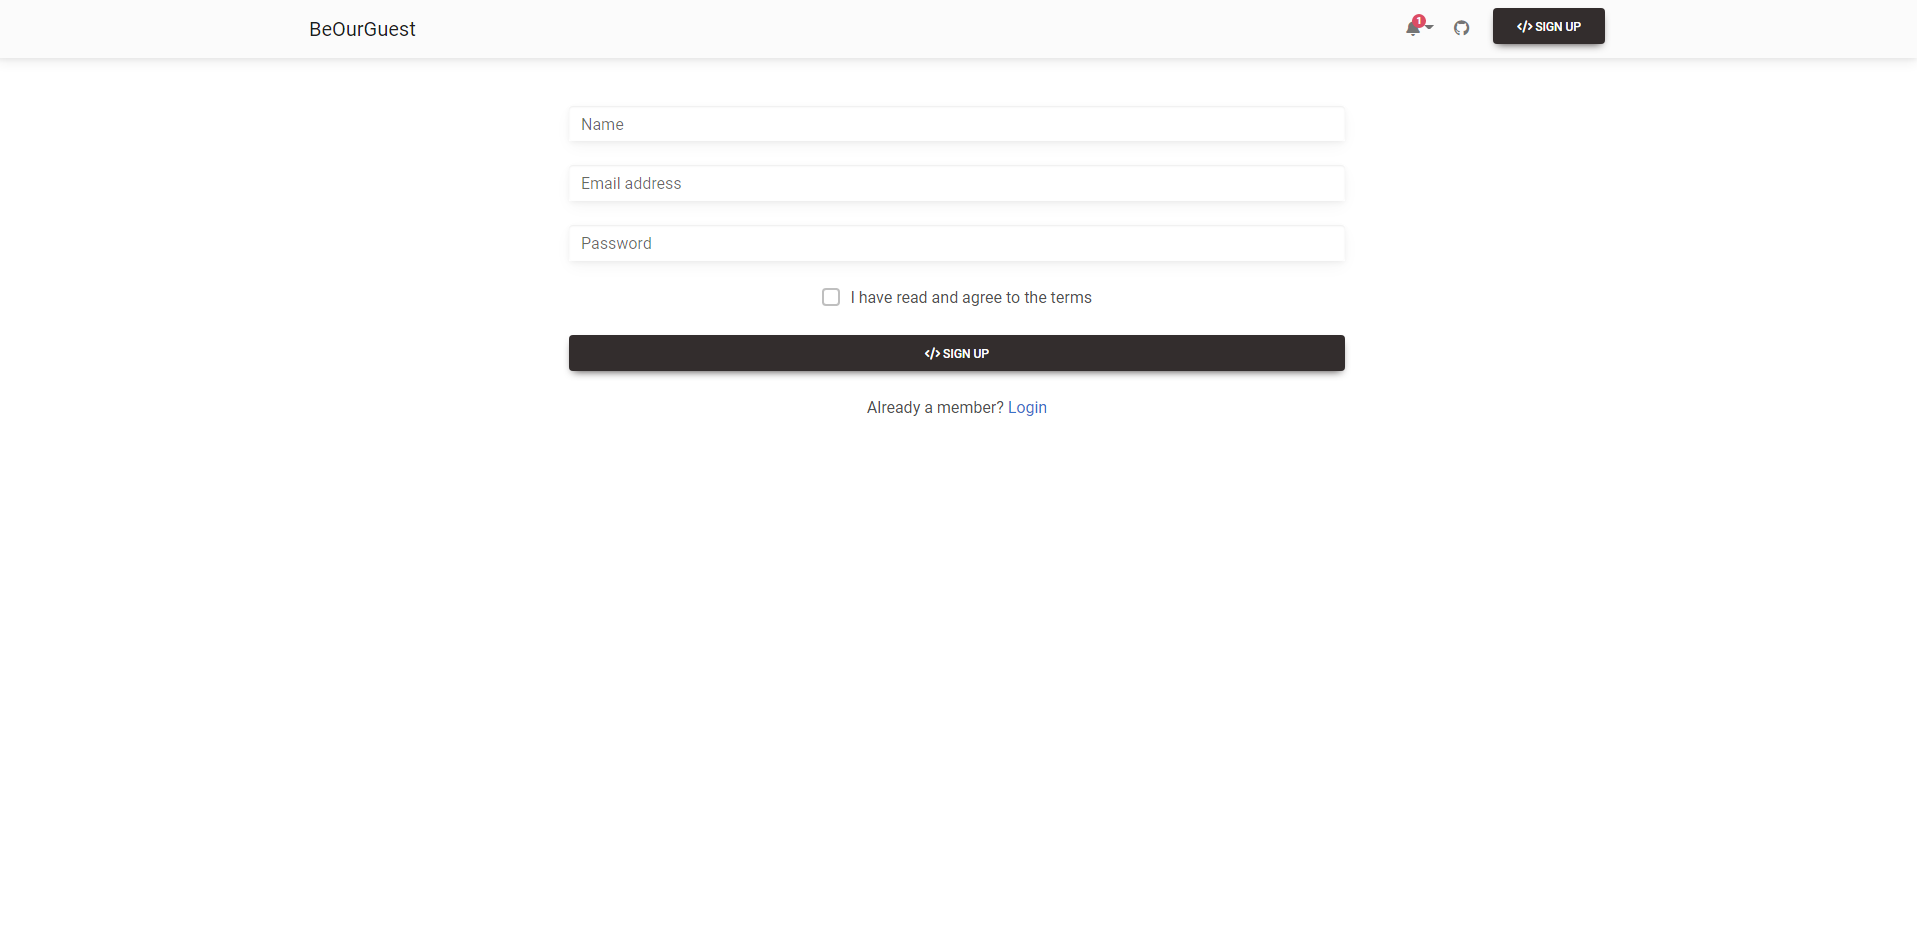 BeOurGuest
1
</> SIGN UP
Name
Email address
Password
I have read and agree to the terms
</> SIGN UP
Already a member? Login